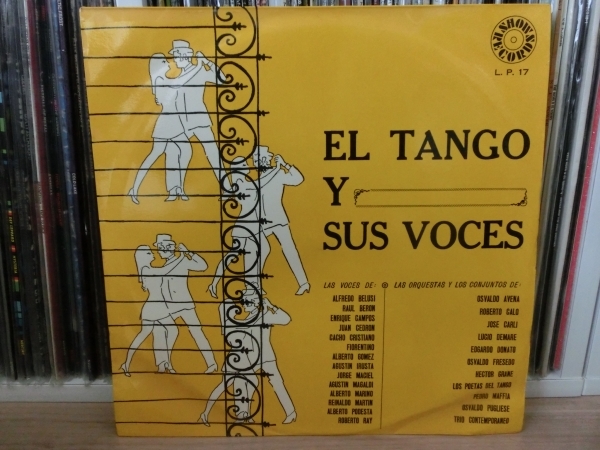 SHOW'S RECORDS
L. P. 17
EL TANGO
Y
SUS VOCES
LAS VOCES DE:
ALFREDO BELUSI
RAUL BERON
ENRIQUE CAMPOS
JUAN CEDRON
CACHO CRISTIANO
FIORENTINO
ALBERTO GOMEZ
AGUSTIN IRUSTA
JORGE MACIEL
AGUSTIN MAGALDI
ALBERTO MARINO
REINALDO MARTIN
ALBERTO PODESTA
ROBERTO RAY
LAS ORQUESTAS Y LOS CONJUNTOS DE:
OSVALDO AVENA
ROBERTO CALO
JOSE CARLI
LUCIO DEMARE
EDGARDO DONATO
OSVALDO FRESEDO
HECTOR GRANE
LOS POETAS DEL TANGO
PEDRO MAFFIA
OSVALDO PUGLIESE
TRIO CONTEMPORANEO